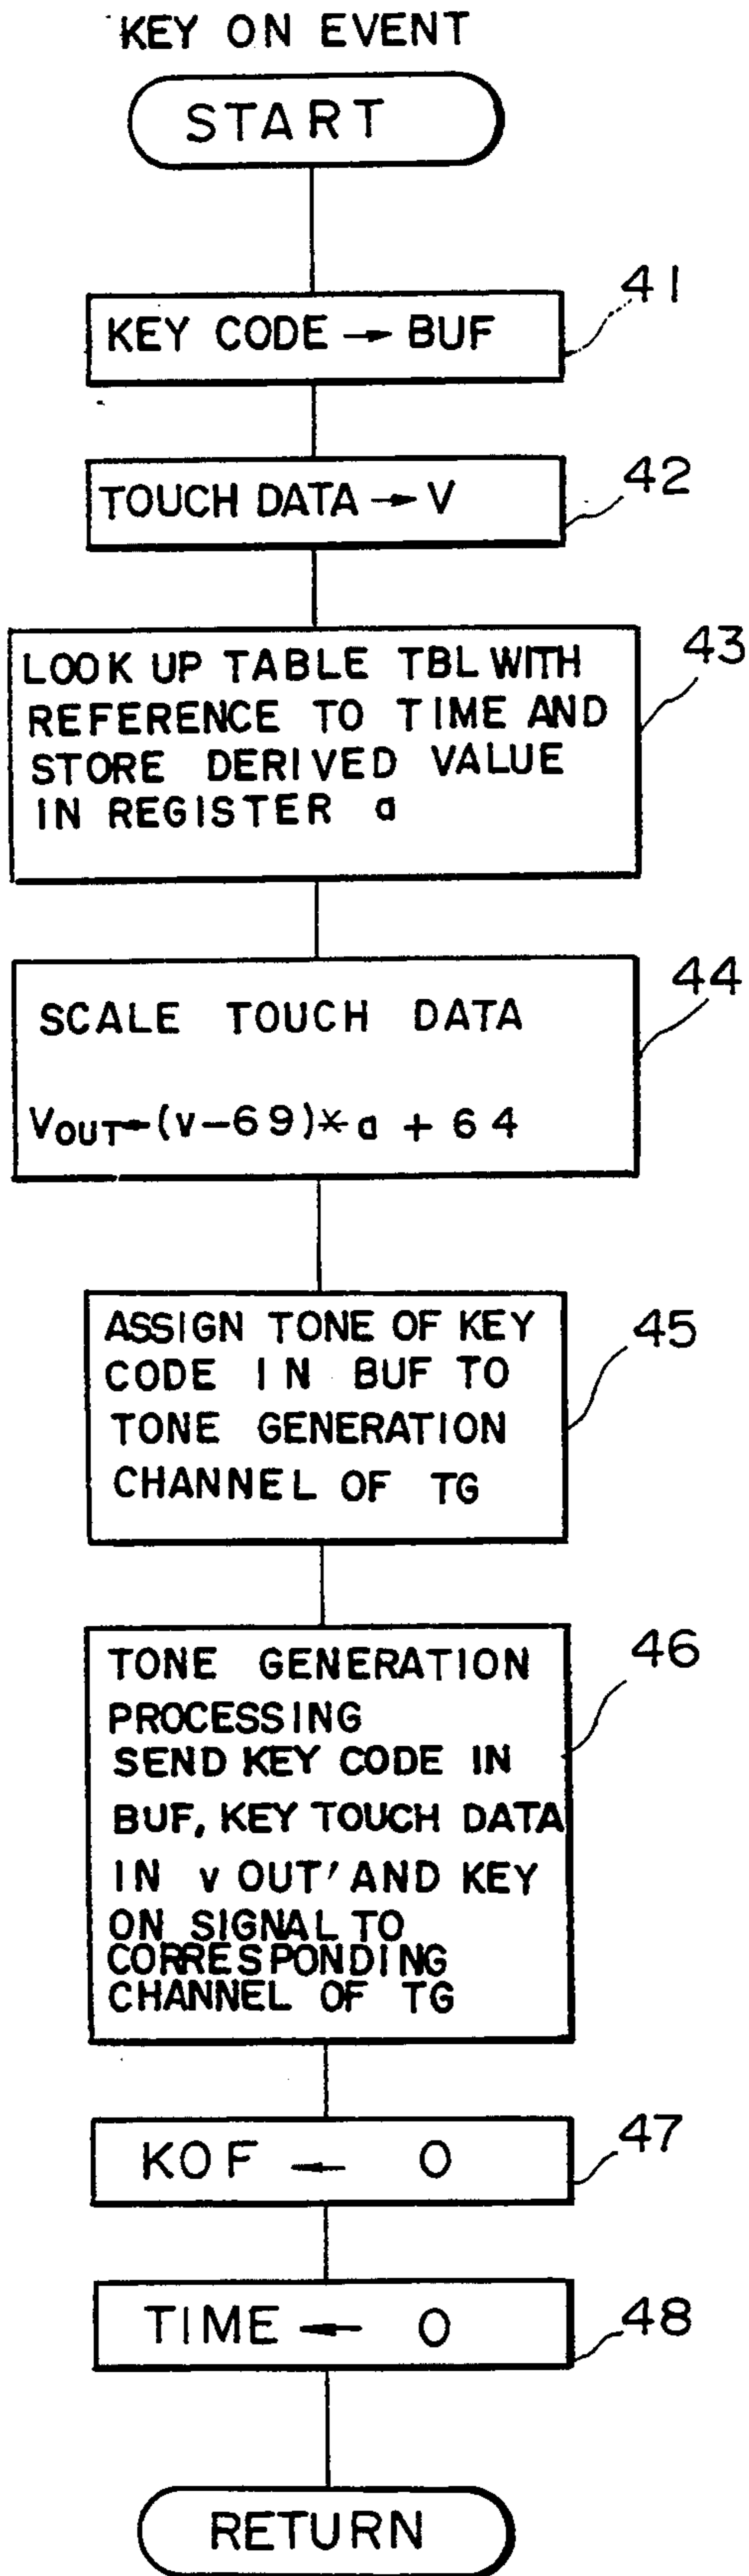 KEY ON EVENT
START
KEY CODE → BUF
41
TOUCH DATA → V
42
LOOK UP TABLE TBL WITH
REFERENCE TO TIME AND
STORE DERIVED VALUE
IN REGISTER a
43
SCALE TOUCH DATA
VOUT←(v−69)*a + 64
44
ASSIGN TONE OF KEY
CODE IN BUF TO
TONE GENERATION
CHANNEL OF TG
45
TONE GENERATION
PROCESSING
SEND KEY CODE IN
BUF, KEY TOUCH DATA
IN v OUT' AND KEY
ON SIGNAL TO
CORRESPONDING
CHANNEL OF TG
46
KOF ← 0
47
TIME ← 0
48
RETURN